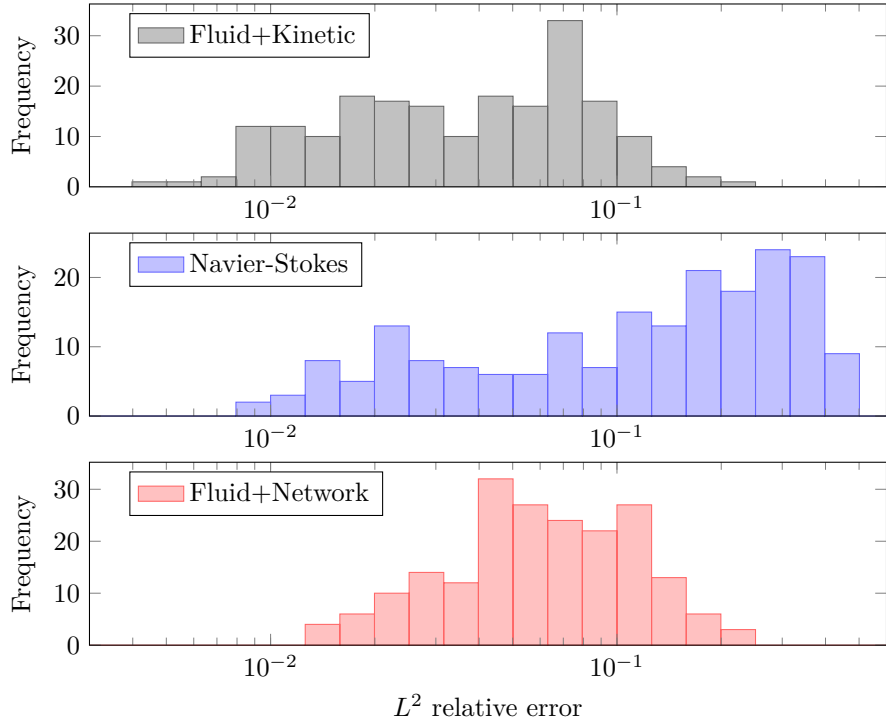 30
20
10
0
Frequency
Fluid+Kinetic
10⁻²
10⁻¹
20
10
0
Frequency
Navier-Stokes
10⁻²
10⁻¹
30
20
10
0
Frequency
Fluid+Network
10⁻²
10⁻¹
L² relative error